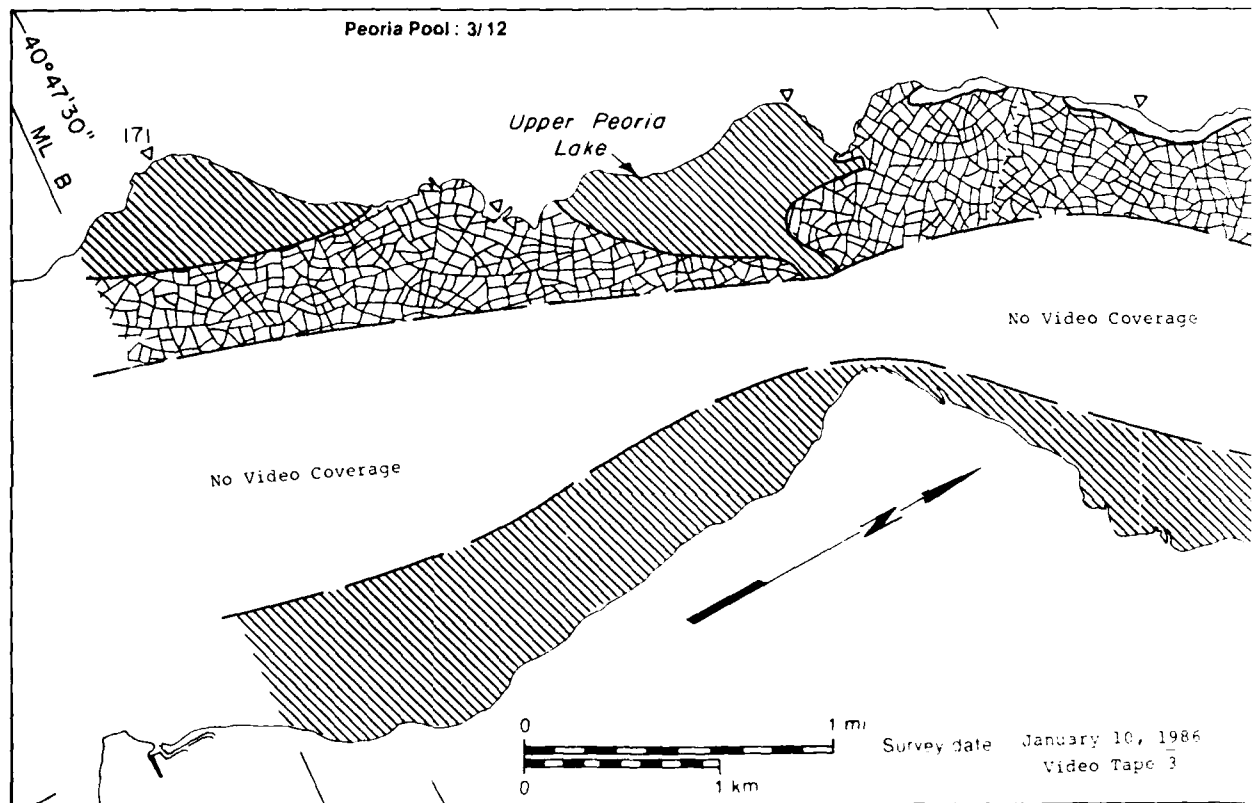 Peoria Pool : 3/12
40°47'30"
ML B
171
Upper Peoria
Lake
No Video Coverage
No Video Coverage
0 1 mi
0 1 km
Survey date January 10, 1986
Video Tape 3